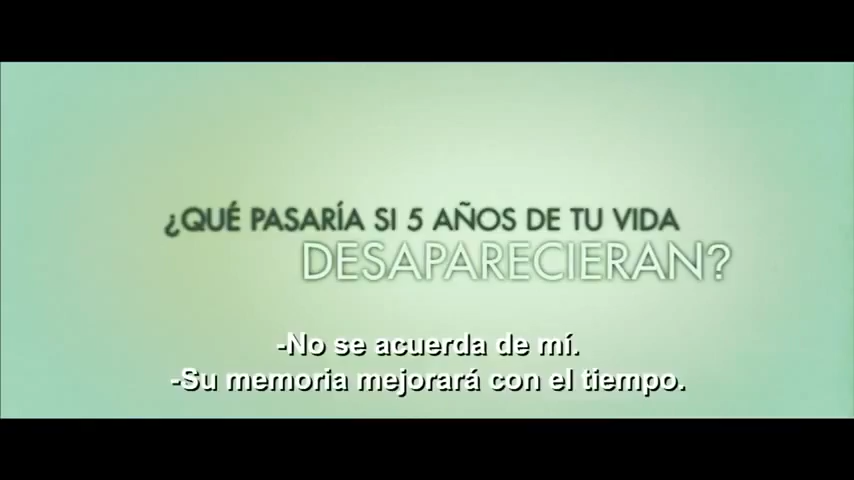 ¿QUÉ PASARÍA SI 5 AÑOS DE TU VIDA
DESAPARECIERAN?
-No se acuerda de mí.
-Su memoria mejorará con el tiempo.